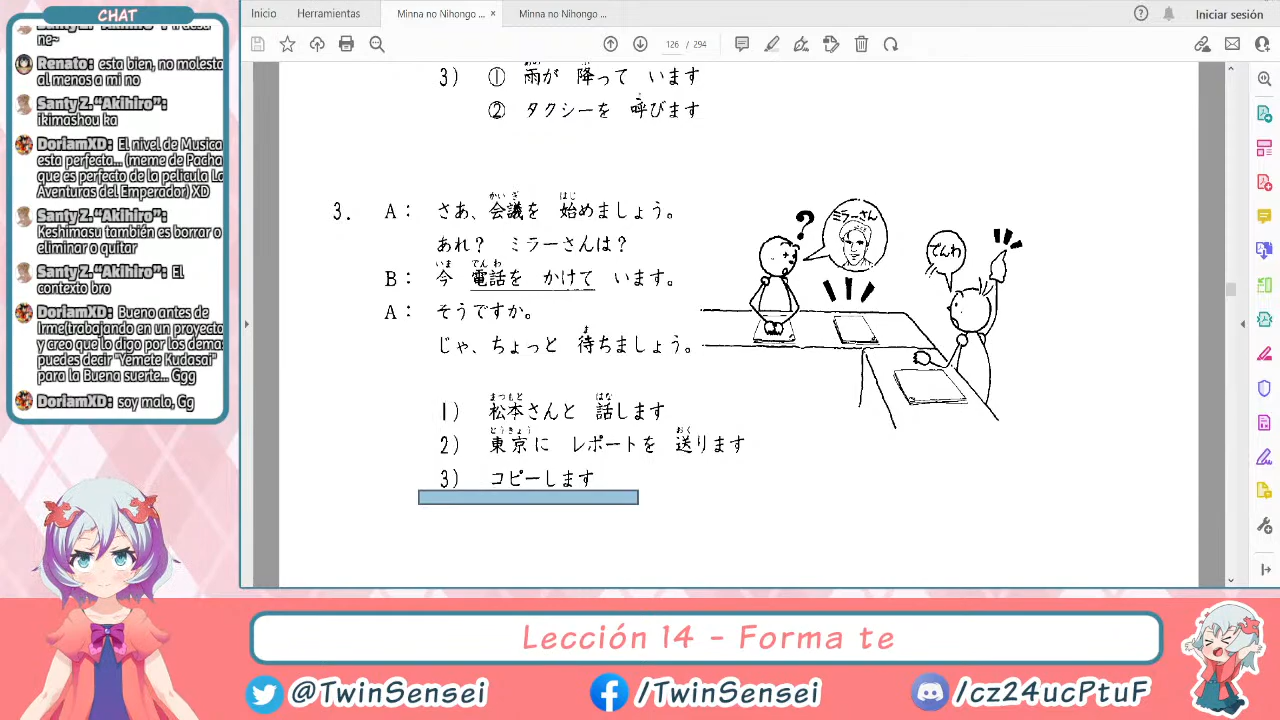 CHAT
ne~
Renato: esta bien, no molesta
al menos a mi no
Santy Z."Akihiro":
ikimashou ka
DoriamXD: El nivel de Musica
esta perfecto... (meme de Pacha
que es perfecto de la pelicula La
Aventuras del Emperador) XD
Santy Z."Akihiro":
Keshimasu también es borrar o
eliminar o quitar
Santy Z."Akihiro": El
contexto bro
DoriamXD: Bueno antes de
Irme(trabajando en un proyecto
y creo que lo digo por los demas
puedes decir "Yemete Kudasai"
para la Buena suerte... Ggg
DoriamXD: soy malo, Gg
Inicio Herramientas Minna no Nihongo ... × Minna no Nihongo ... Iniciar sesión
126 / 294
3) ① 雨が 降って います
② タクシーを 呼びます
3. A: さあ、会議を 始めましょう。
あれ? ミラーさんは?
B: 今 電話を かけて います。
A: そうですか。
じゃ、ちょっと 待ちましょう。
1) 松本さんと 話します
2) 東京に レポートを 送ります
3) コピーします
?
ミラーさん
でんわ
Lección 14 - Forma te
@TwinSensei
/TwinSensei
/cz24ucPtuF